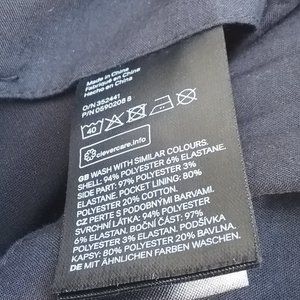 Made in China
Fabriqué en Chine
Hecho en China
O/N 352441
P/N 0590208 8
40
clevercare.info
GB WASH WITH SIMILAR COLOURS.
SHELL: 94% POLYESTER 6% ELASTANE.
SIDE PART: 97% POLYESTER 3%
ELASTANE. POCKET LINING: 80%
POLYESTER 20% COTTON.
CZ PERTE S PODOBNÝMI BARVAMI.
SVRCHNÍ LÁTKA: 94% POLYESTER
6% ELASTAN. BOČNÍ ČÁST: 97%
POLYESTER 3% ELASTAN. PODŠÍVKA
KAPSY: 80% POLYESTER 20% BAVLNA.
DE MIT ÄHNLICHEN FARBEN WASCHEN.